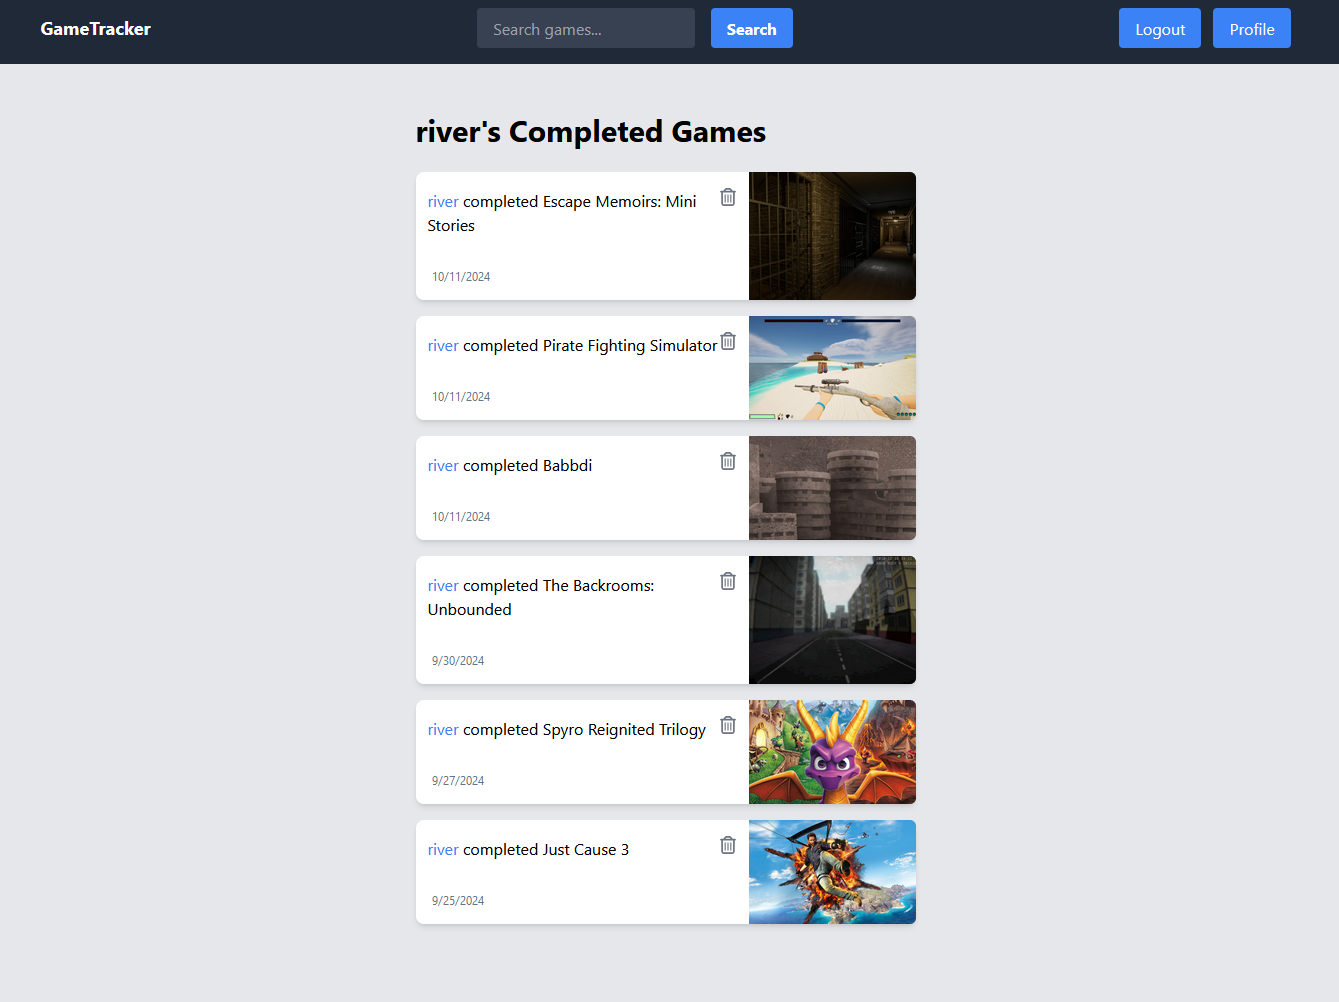 GameTracker
Search games...
Search
Logout
Profile
river's Completed Games
river completed Escape Memoirs: Mini
Stories
10/11/2024
river completed Pirate Fighting Simulator
10/11/2024
river completed Babbdi
10/11/2024
river completed The Backrooms:
Unbounded
9/30/2024
river completed Spyro Reignited Trilogy
9/27/2024
river completed Just Cause 3
9/25/2024